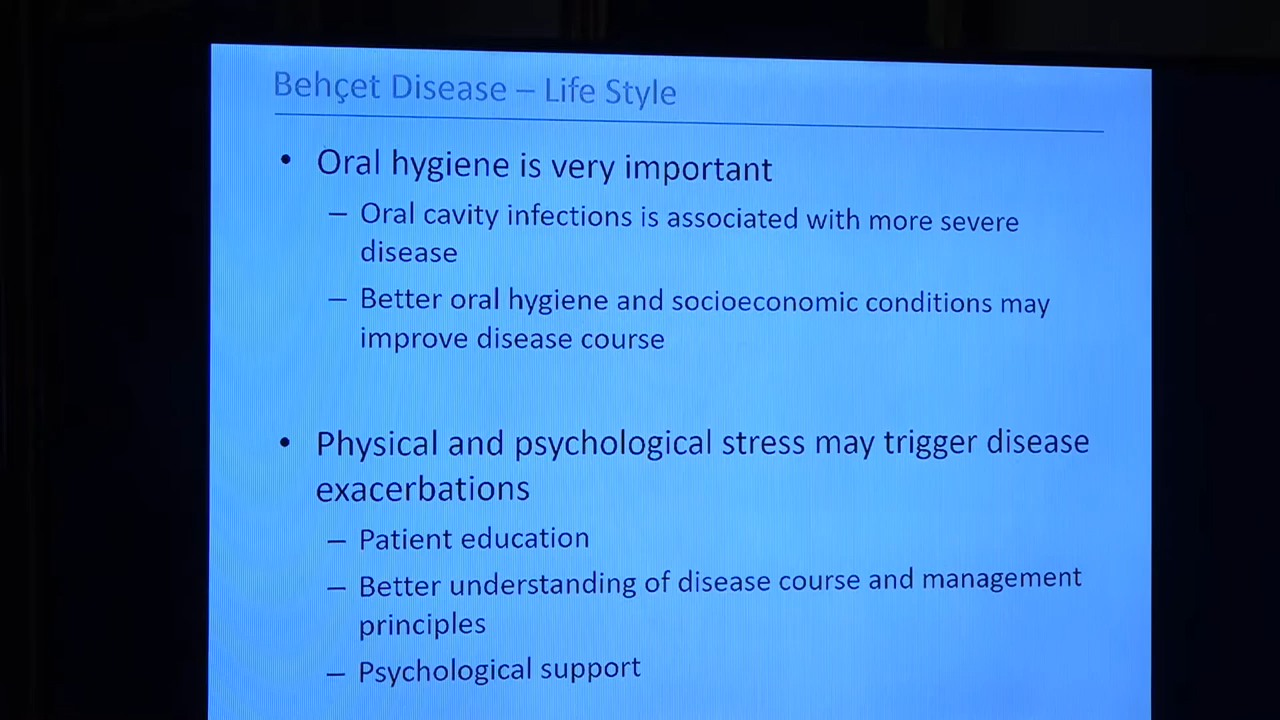 Behçet Disease – Life Style
• Oral hygiene is very important
– Oral cavity infections is associated with more severe
disease
– Better oral hygiene and socioeconomic conditions may
improve disease course
• Physical and psychological stress may trigger disease
exacerbations
– Patient education
– Better understanding of disease course and management
principles
– Psychological support